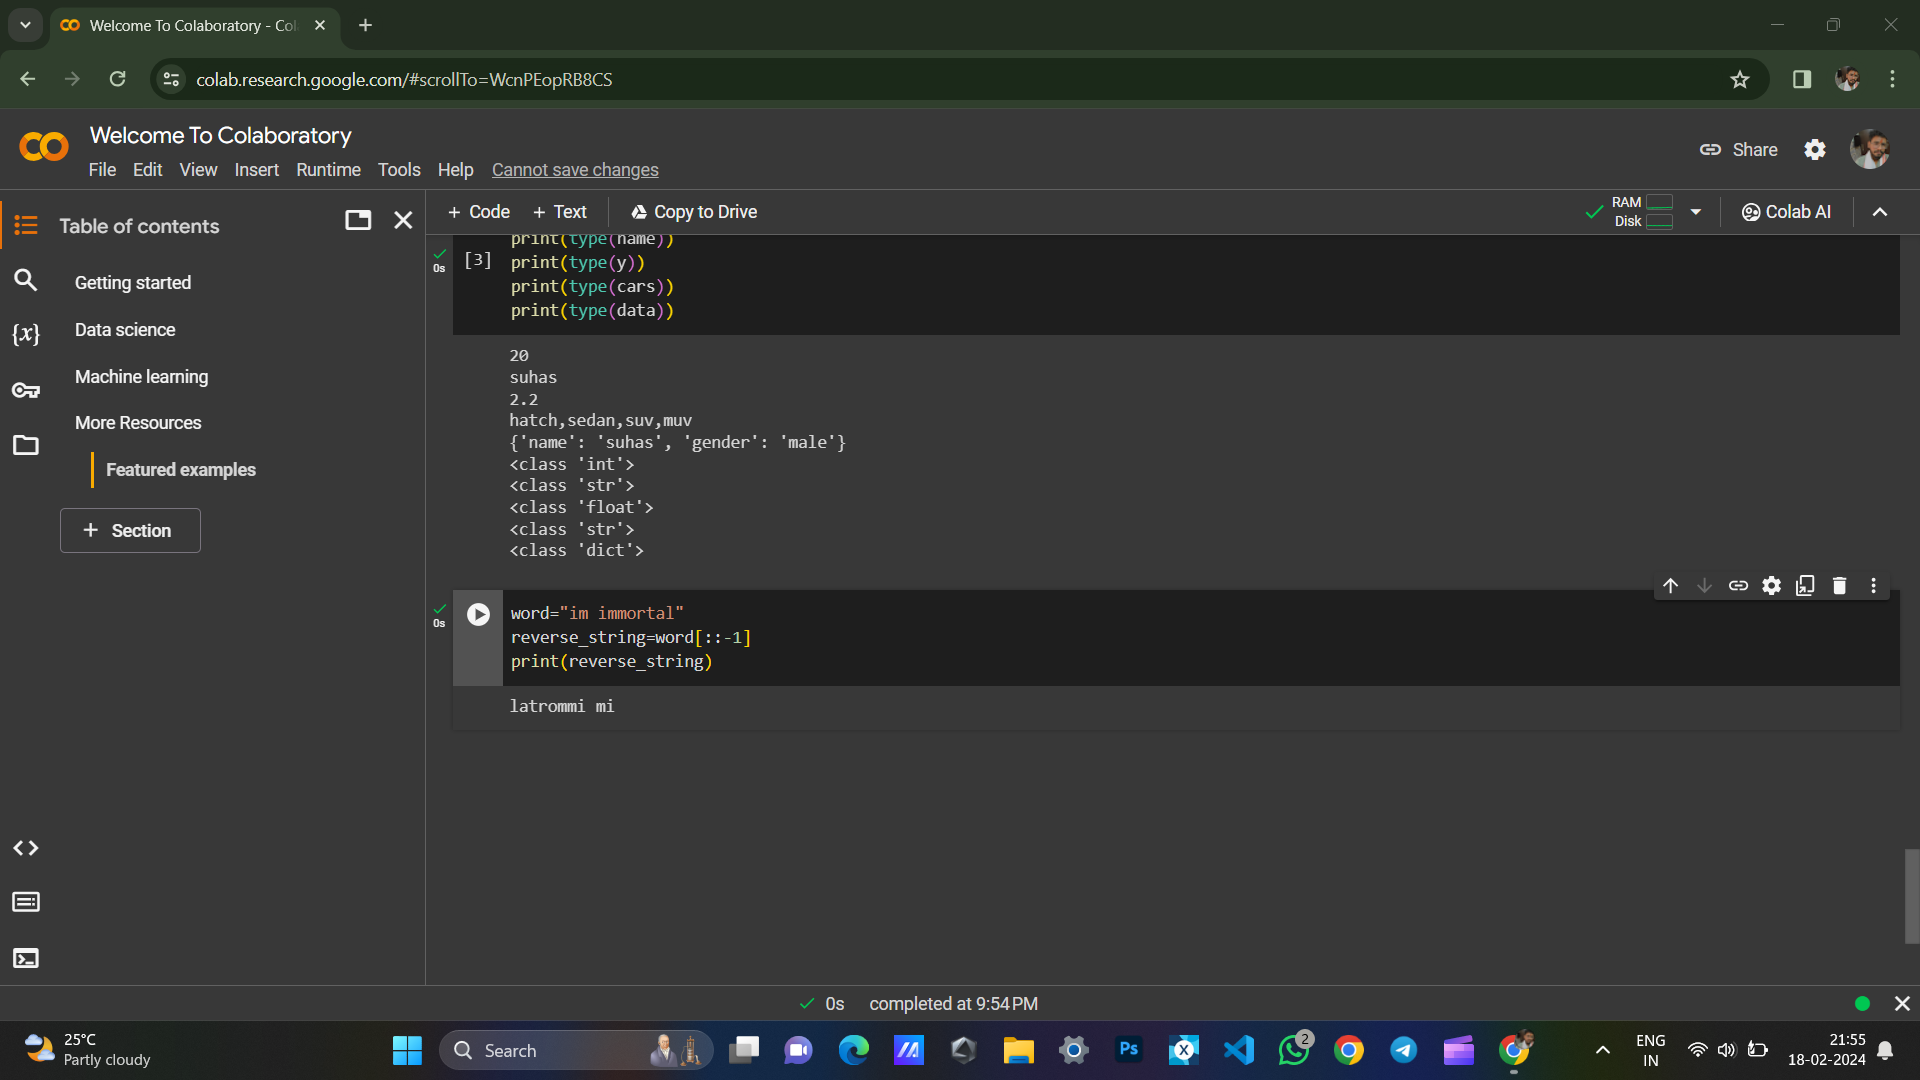 Welcome To Colaboratory - Col
colab.research.google.com/#scrollTo=WcnPEopRB8CS
CO
Welcome To Colaboratory
File Edit View Insert Runtime Tools Help Cannot save changes
Share
Table of contents
+ Code + Text Copy to Drive
RAM
Disk
Colab AI
Getting started
Data science
Machine learning
More Resources
Featured examples
+ Section
{x}
print(type(name))
0s [3] print(type(y))
print(type(cars))
print(type(data))
20
suhas
2.2
hatch,sedan,suv,muv
{'name': 'suhas', 'gender': 'male'}
<class 'int'>
<class 'str'>
<class 'float'>
<class 'str'>
<class 'dict'>
0s
word="im immortal"
reverse_string=word[::-1]
print(reverse_string)
latrommi mi
0s completed at 9:54 PM
25°C
Partly cloudy
Search
Ps
X
2
ENG
IN
21:55
18-02-2024